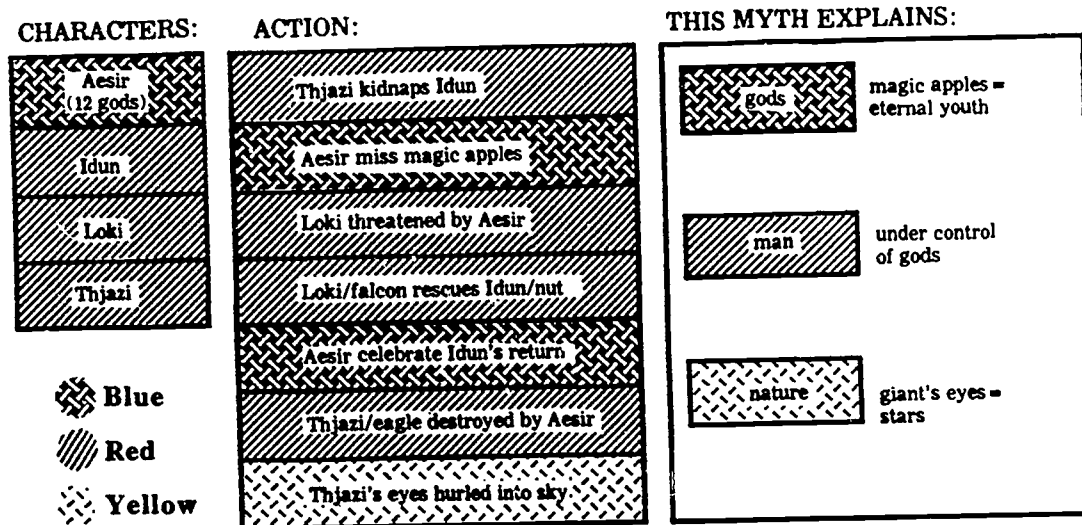 CHARACTERS:
Aesir
(12 gods)
Idun
Loki
Thjazi
Blue
Red
Yellow
ACTION:
Thjazi kidnaps Idun
Aesir miss magic apples
Loki threatened by Aesir
Loki/falcon rescues Idun/nut
Aesir celebrate Idun's return
Thjazi/eagle destroyed by Aesir
Thjazi's eyes hurled into sky
THIS MYTH EXPLAINS:
gods
magic apples =
eternal youth
man
under control
of gods
nature
giant's eyes =
stars